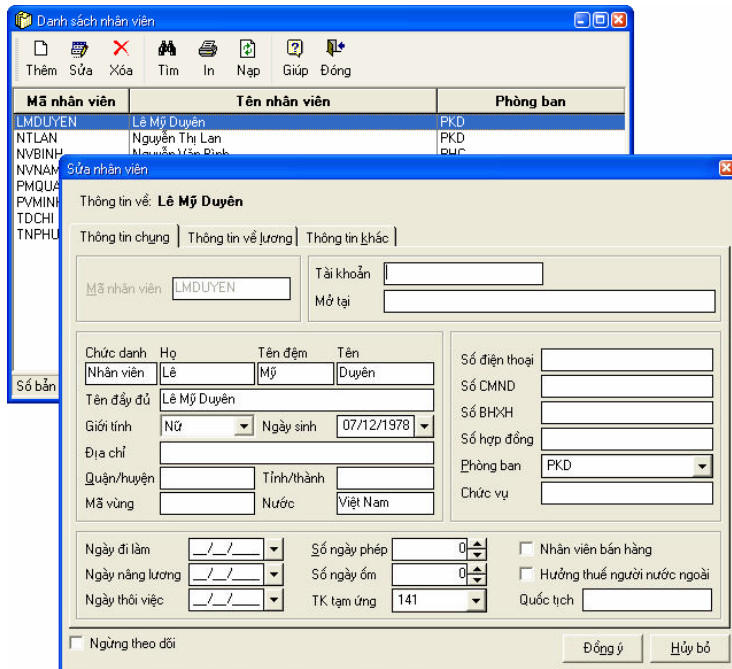 Danh sách nhân viên
Thêm Sửa Xóa Tìm In Nạp Giúp Đóng
Mã nhân viên Tên nhân viên Phòng ban
LMDUYEN Lê Mỹ Duyên PKD
NTLAN Nguyễn Thị Lan PKD
NVBINH Nguyễn Văn Bình PHC
NVNAM
PMQUA
PVMINH
TDCHI
TNPHU
Số bản
Sửa nhân viên
Thông tin về: Lê Mỹ Duyên
Thông tin chung Thông tin về lương Thông tin khác
Mã nhân viên LMDUYEN
Tài khoản
Mở tại
Chức danh Họ Tên đệm Tên
Nhân viên Lê Mỹ Duyên
Tên đầy đủ Lê Mỹ Duyên
Giới tính Nữ Ngày sinh 07/12/1978
Địa chỉ
Quận/huyện Tỉnh/thành
Mã vùng Nước Việt Nam
Số điện thoại
Số CMND
Số BHXH
Số hợp đồng
Phòng ban PKD
Chức vụ
Ngày đi làm __/__/____ Số ngày phép 0 Nhân viên bán hàng
Ngày nâng lương __/__/____ Số ngày ốm 0 Hưởng thuế người nước ngoài
Ngày thôi việc __/__/____ TK tạm ứng 141 Quốc tịch
Ngừng theo dõi
Đồng ý Hủy bỏ